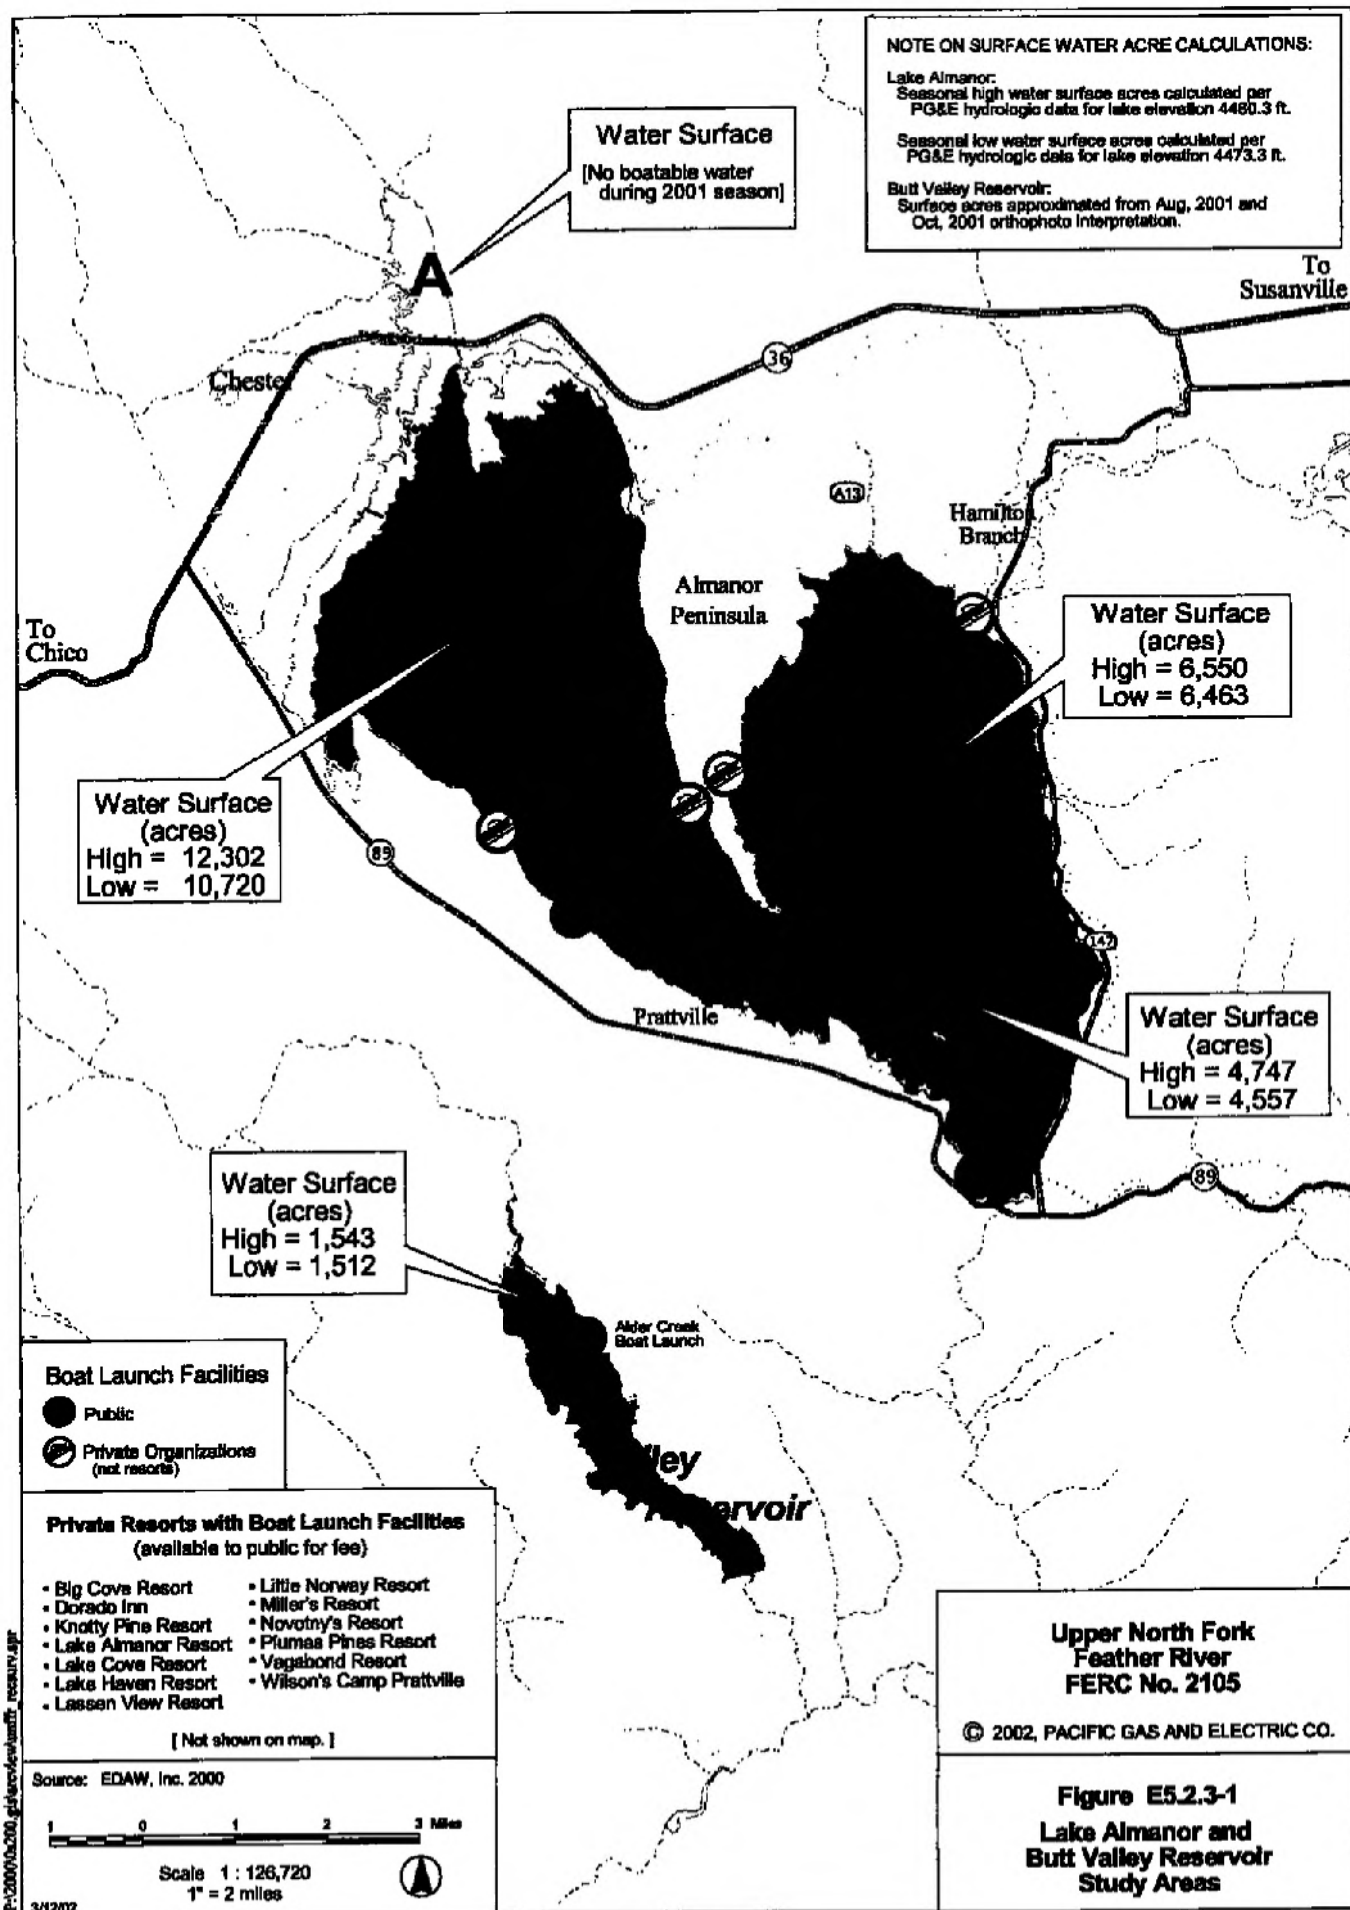 NOTE ON SURFACE WATER ACRE CALCULATIONS:
Lake Almanor:
Seasonal high water surface acres calculated per
PG&E hydrologic data for lake elevation 4480.3 ft.
Seasonal low water surface acres calculated per
PG&E hydrologic data for lake elevation 4473.3 ft.
Butt Valley Reservoir:
Surface acres approximated from Aug, 2001 and
Oct, 2001 orthophoto interpretation.
Water Surface
[No boatable water
during 2001 season]
A
To
Susanville
36
Chester
A13
Hamilton
Branch
Almanor
Peninsula
To
Chico
Water Surface
(acres)
High = 6,550
Low = 6,463
Water Surface
(acres)
High = 12,302
Low = 10,720
89
147
Prattville
Water Surface
(acres)
High = 4,747
Low = 4,557
89
Water Surface
(acres)
High = 1,543
Low = 1,512
Alder Creek
Boat Launch
lley
Reservoir
Boat Launch Facilities
Public
Private Organizations
(not resorts)
Private Resorts with Boat Launch Facilities
(available to public for fee)
• Big Cove Resort
• Dorado Inn
• Knotty Pine Resort
• Lake Almanor Resort
• Lake Cove Resort
• Lake Haven Resort
• Lassen View Resort
• Little Norway Resort
• Miller's Resort
• Novotny's Resort
• Plumas Pines Resort
• Vagabond Resort
• Wilson's Camp Prattville
[ Not shown on map. ]
Source: EDAW, Inc. 2000
1 0 1 2 3 Miles
Scale 1 : 126,720
1" = 2 miles
3/12/02
Upper North Fork
Feather River
FERC No. 2105
© 2002, PACIFIC GAS AND ELECTRIC CO.
Figure E5.2.3-1
Lake Almanor and
Butt Valley Reservoir
Study Areas